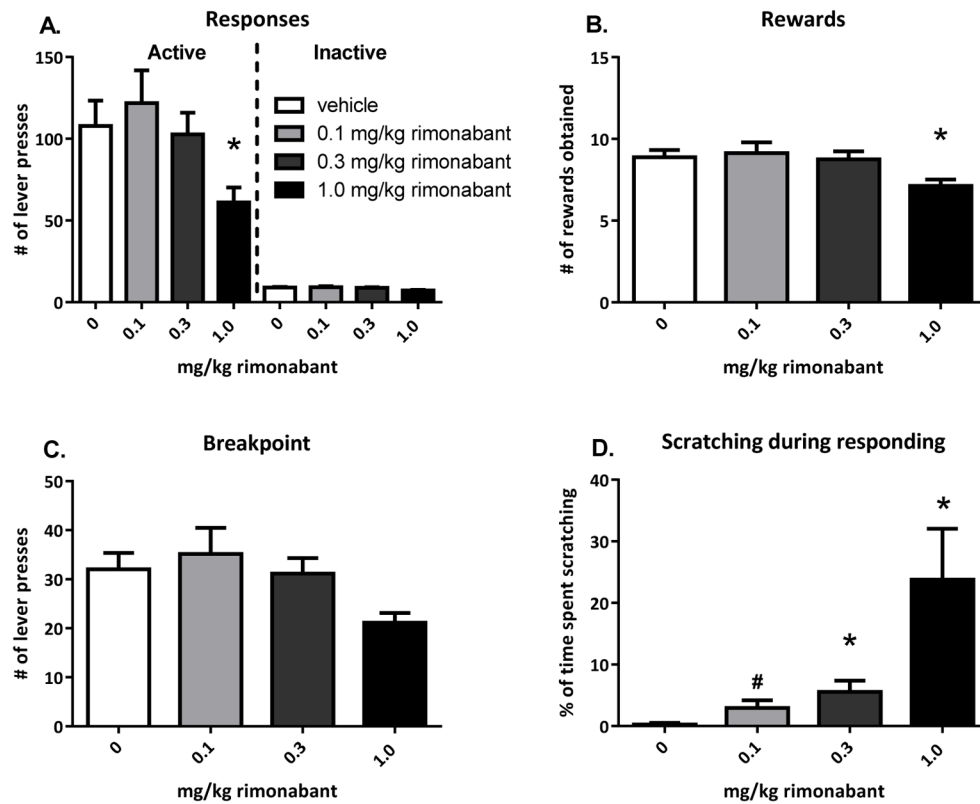 A.
Responses
Active
Inactive
# of lever presses
150
100
50
0
*
vehicle
0.1 mg/kg rimonabant
0.3 mg/kg rimonabant
1.0 mg/kg rimonabant
0
0.1
0.3
1.0
0
0.1
0.3
1.0
mg/kg rimonabant
B.
Rewards
# of rewards obtained
15
10
5
0
*
0
0.1
0.3
1.0
mg/kg rimonabant
C.
Breakpoint
# of lever presses
50
40
30
20
10
0
0
0.1
0.3
1.0
mg/kg rimonabant
D.
Scratching during responding
% of time spent scratching
40
30
20
10
0
#
*
*
0
0.1
0.3
1.0
mg/kg rimonabant